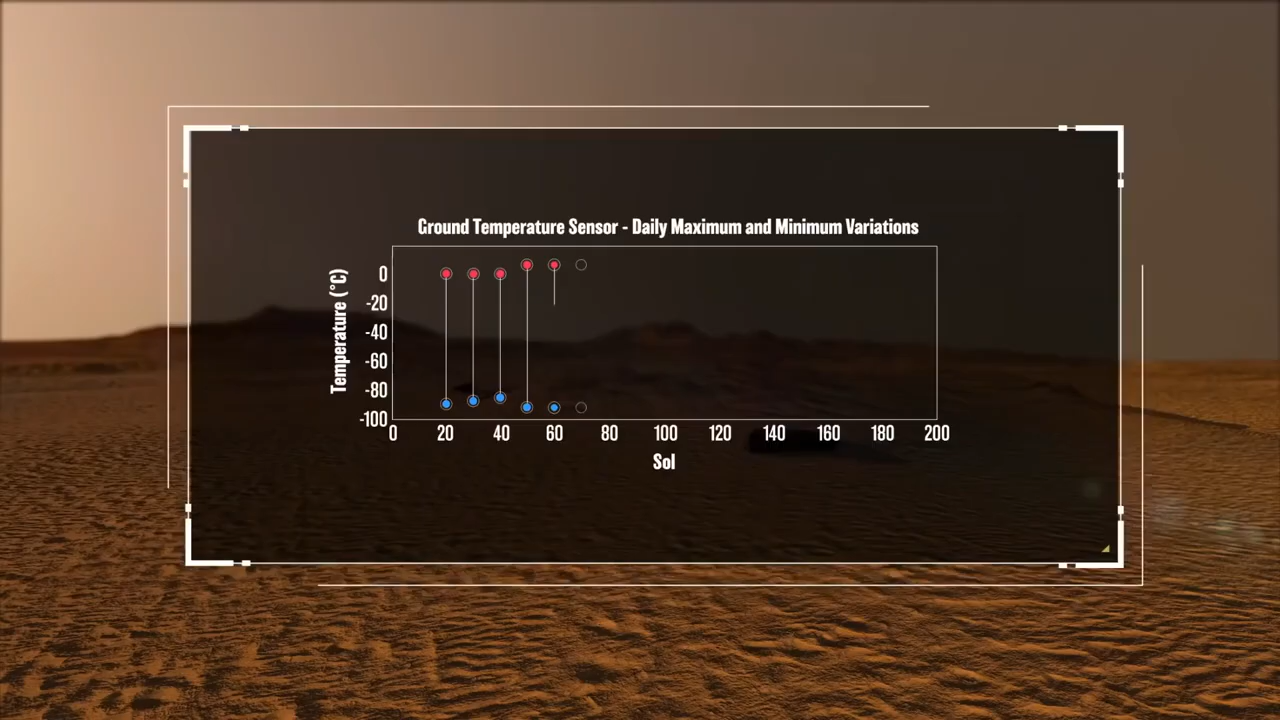 Ground Temperature Sensor - Daily Maximum and Minimum Variations
Temperature (°C)
0
-20
-40
-60
-80
-100
0 20 40 60 80 100 120 140 160 180 200
Sol